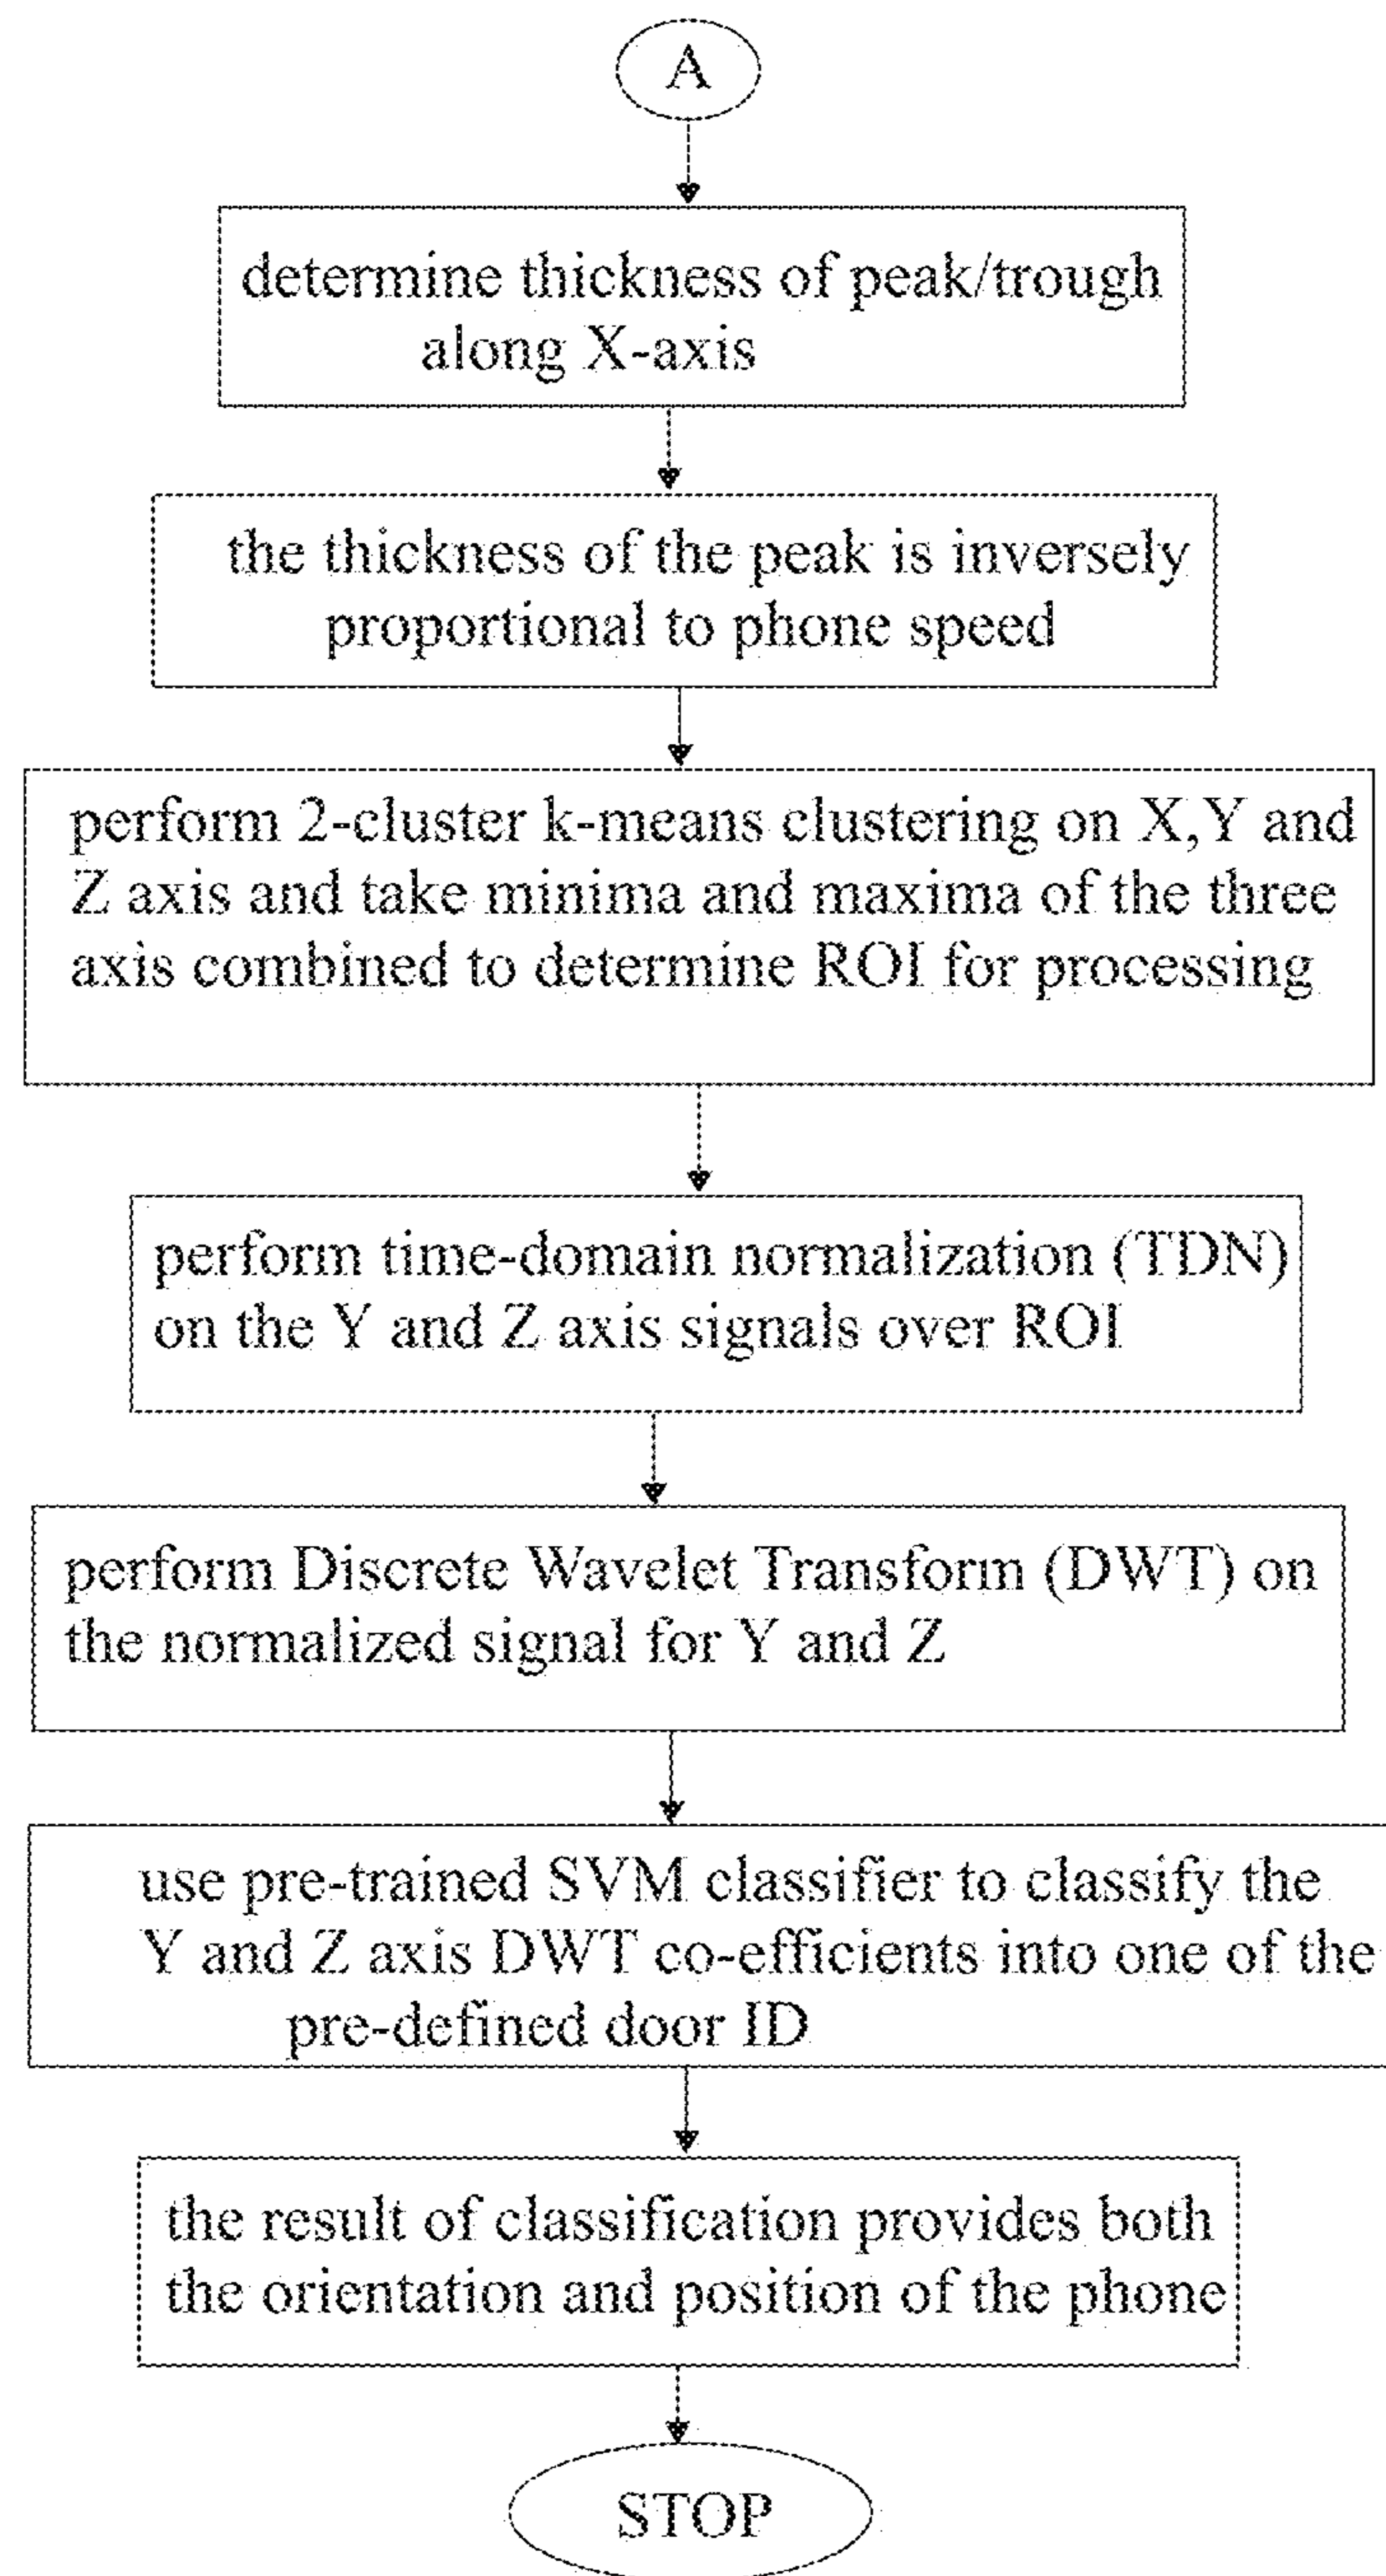 A
determine thickness of peak/trough
along X-axis
the thickness of the peak is inversely
proportional to phone speed
perform 2-cluster k-means clustering on X,Y and
Z axis and take minima and maxima of the three
axis combined to determine ROI for processing
perform time-domain normalization (TDN)
on the Y and Z axis signals over ROI
perform Discrete Wavelet Transform (DWT) on
the normalized signal for Y and Z
use pre-trained SVM classifier to classify the
Y and Z axis DWT co-efficients into one of the
pre-defined door ID
the result of classification provides both
the orientation and position of the phone
STOP